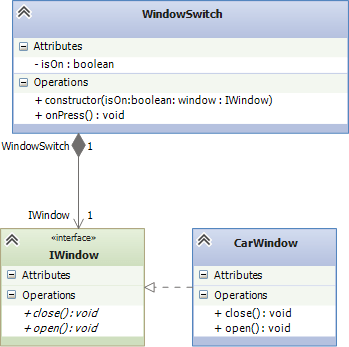 WindowSwitch
Attributes
- isOn : boolean
Operations
+ constructor(isOn:boolean: window : IWindow)
+ onPress() : void
WindowSwitch 1
IWindow 1
«interface»
IWindow
Attributes
Operations
+ close() : void
+ open() : void
CarWindow
Attributes
Operations
+ close() : void
+ open() : void